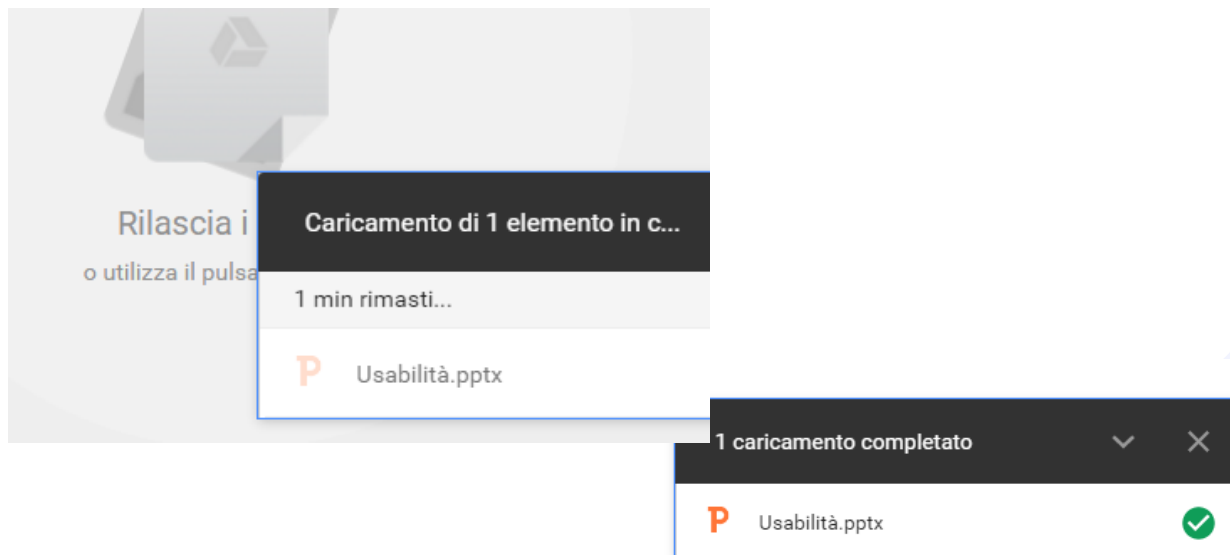 Rilascia i
o utilizza il pulsa
Caricamento di 1 elemento in c...
1 min rimasti...
P Usabilità.pptx
1 caricamento completato
P Usabilità.pptx